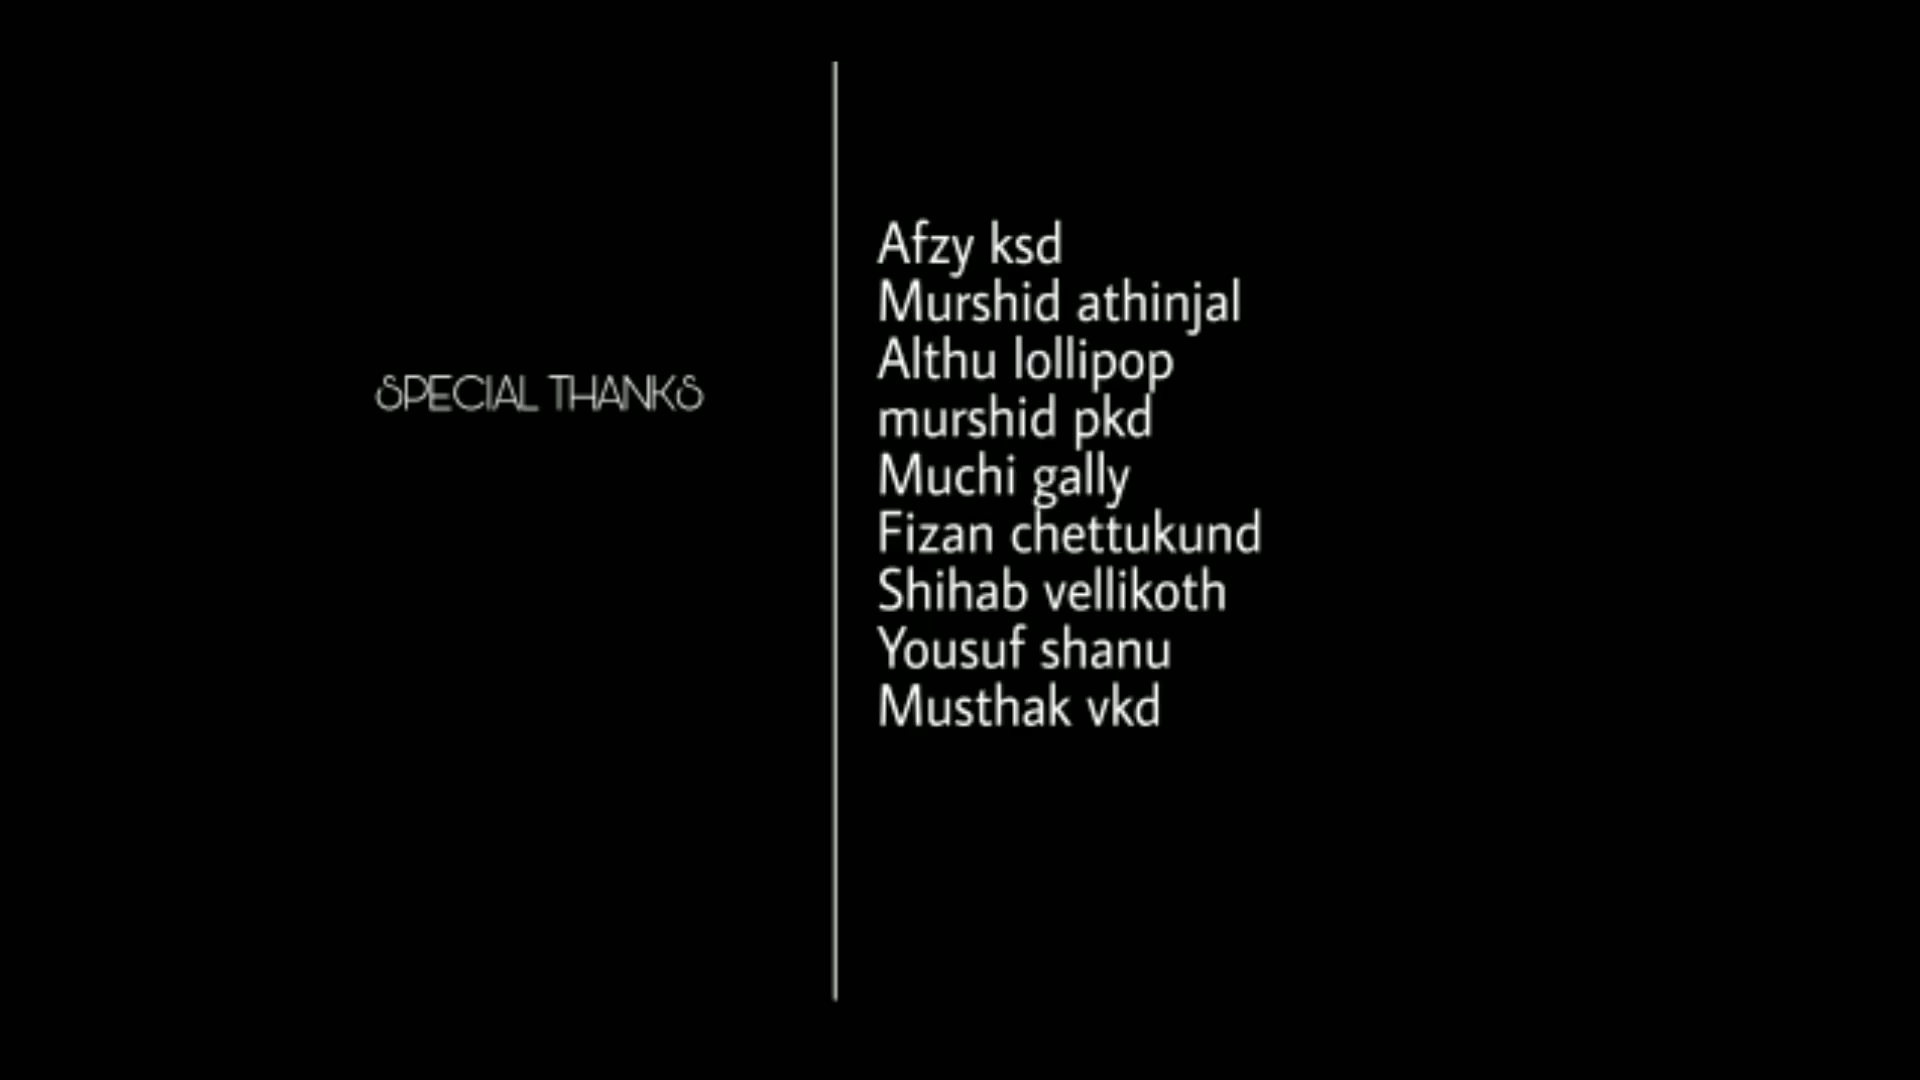 SPECIAL THANKS
Afzy ksd
Murshid athinjal
Althu lollipop
murshid pkd
Muchi gally
Fizan chettukund
Shihab vellikoth
Yousuf shanu
Musthak vkd